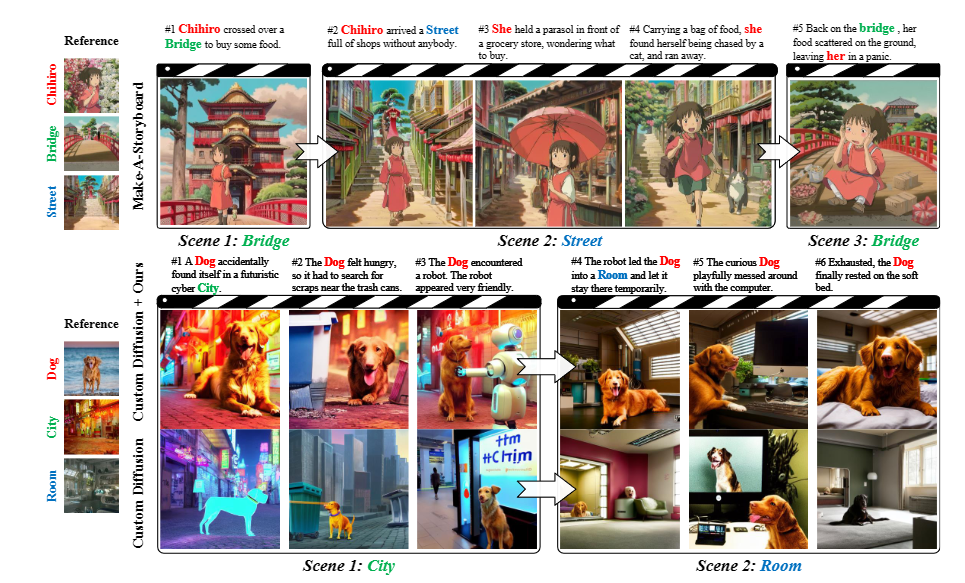 Reference
Chihiro
Bridge
Street
Make-A-Storyboard
#1 Chihiro crossed over a
Bridge to buy some food.
#2 Chihiro arrived a Street
full of shops without anybody.
#3 She held a parasol in front of
a grocery store, wondering what
to buy.
#4 Carrying a bag of food, she
found herself being chased by a
cat, and ran away.
#5 Back on the bridge , her
food scattered on the ground,
leaving her in a panic.
Scene 1: Bridge
Scene 2: Street
Scene 3: Bridge
Reference
Dog
City
Room
Custom Diffusion + Ours
Custom Diffusion
#1 A Dog accidentally
found itself in a futuristic
cyber City.
#2 The Dog felt hungry,
so it had to search for
scraps near the trash cans.
#3 The Dog encountered
a robot. The robot
appeared very friendly.
#4 The robot led the Dog
into a Room and let it
stay there temporarily.
#5 The curious Dog
playfully messed around
with the computer.
#6 Exhausted, the Dog
finally rested on the soft
bed.
Scene 1: City
Scene 2: Room